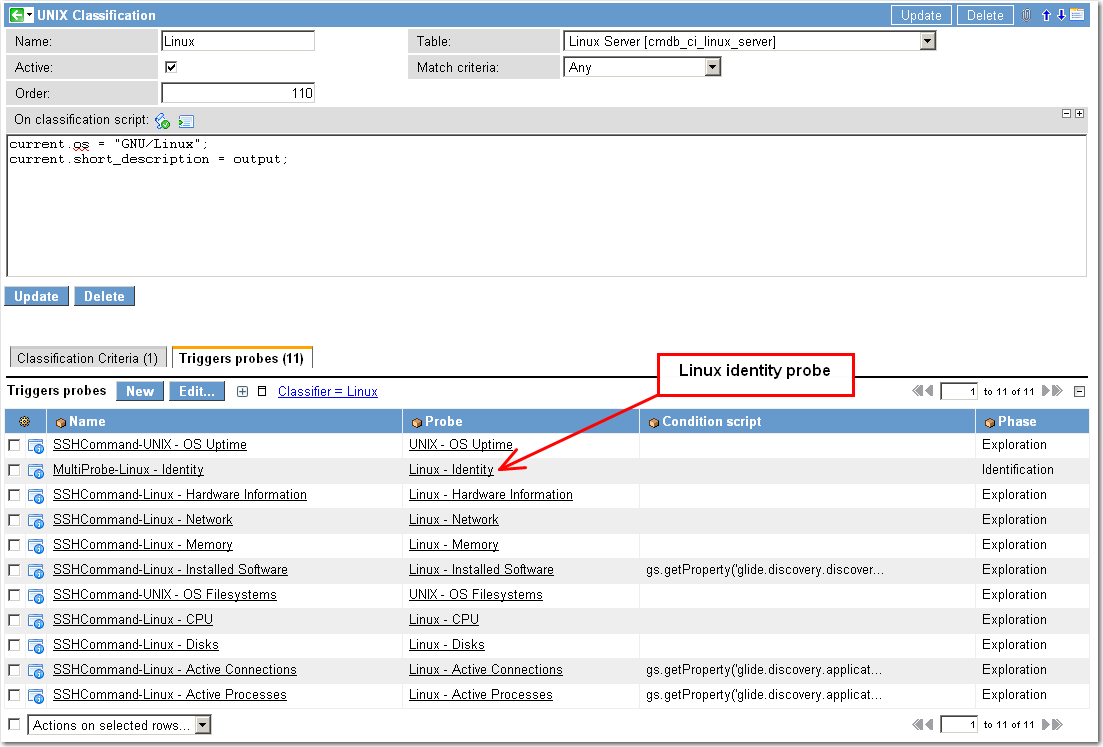 UNIX Classification Update Delete
Name: Linux Table: Linux Server [cmdb_ci_linux_server]
Active: Match criteria: Any
Order: 110
On classification script:
current.os = "GNU/Linux";
current.short_description = output;
Update Delete
Classification Criteria (1) Triggers probes (11)
Linux identity probe
Triggers probes New Edit... Classifier = Linux 1 to 11 of 11
Name Probe Condition script Phase
SSHCommand-UNIX - OS Uptime UNIX - OS Uptime Exploration
MultiProbe-Linux - Identity Linux - Identity Identification
SSHCommand-Linux - Hardware Information Linux - Hardware Information Exploration
SSHCommand-Linux - Network Linux - Network Exploration
SSHCommand-Linux - Memory Linux - Memory Exploration
SSHCommand-Linux - Installed Software Linux - Installed Software gs.getProperty('glide.discovery.discover... Exploration
SSHCommand-UNIX - OS Filesystems UNIX - OS Filesystems Exploration
SSHCommand-Linux - CPU Linux - CPU Exploration
SSHCommand-Linux - Disks Linux - Disks Exploration
SSHCommand-Linux - Active Connections Linux - Active Connections gs.getProperty('glide.discovery.applicat... Exploration
SSHCommand-Linux - Active Processes Linux - Active Processes gs.getProperty('glide.discovery.applicat... Exploration
Actions on selected rows... 1 to 11 of 11